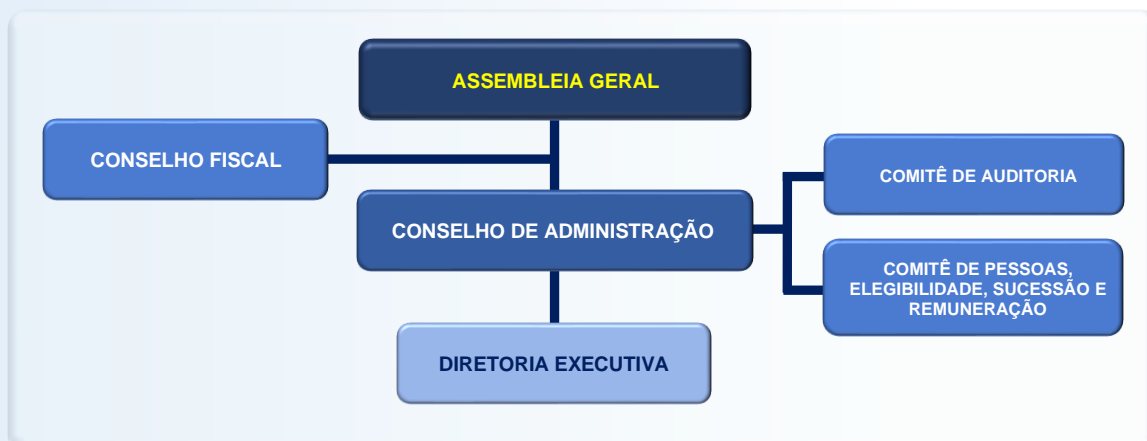 ASSEMBLEIA GERAL
CONSELHO FISCAL
COMITÊ DE AUDITORIA
CONSELHO DE ADMINISTRAÇÃO
COMITÊ DE PESSOAS,
ELEGIBILIDADE, SUCESSÃO E
REMUNERAÇÃO
DIRETORIA EXECUTIVA